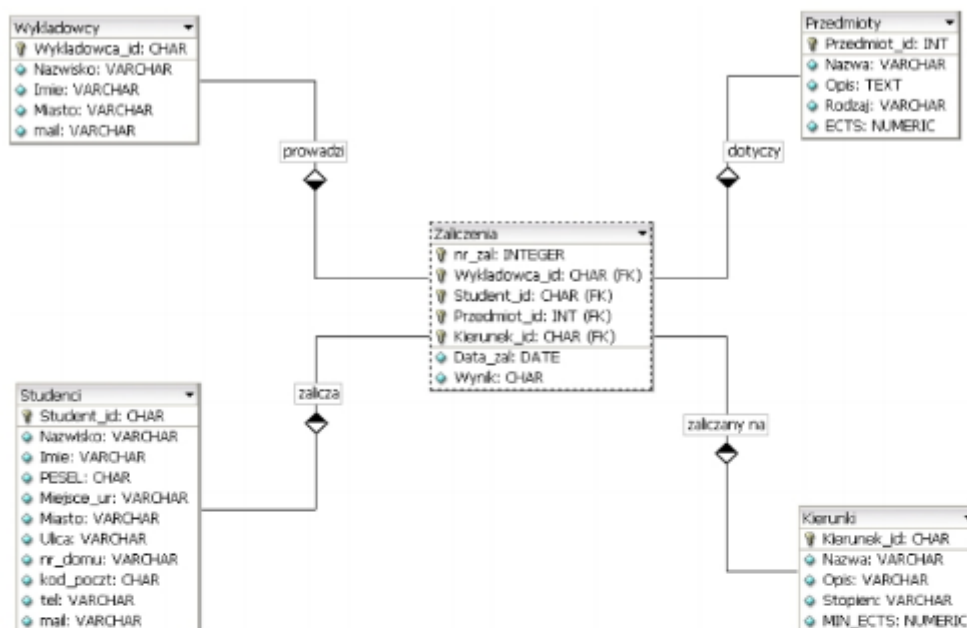 Wykladowcy
Wykladowca_id: CHAR
Nazwisko: VARCHAR
Imie: VARCHAR
Miasto: VARCHAR
mail: VARCHAR
Przedmioty
Przedmiot_id: INT
Nazwa: VARCHAR
Opis: TEXT
Rodzaj: VARCHAR
ECTS: NUMERIC
prowadzi
dotyczy
Zaliczenia
nr_zal: INTEGER
Wykladowca_id: CHAR (FK)
Student_id: CHAR (FK)
Przedmiot_id: INT (FK)
Kierunek_id: CHAR (FK)
Data_zal: DATE
Wynik: CHAR
zalicza
zaliczany na
Studenci
Student_id: CHAR
Nazwisko: VARCHAR
Imie: VARCHAR
PESEL: CHAR
Miejsce_ur: VARCHAR
Miasto: VARCHAR
Ulica: VARCHAR
nr_domu: VARCHAR
kod_poczt: CHAR
tel: VARCHAR
mail: VARCHAR
Kierunki
Kierunek_id: CHAR
Nazwa: VARCHAR
Opis: VARCHAR
Stopien: VARCHAR
MIN_ECTS: NUMERIC